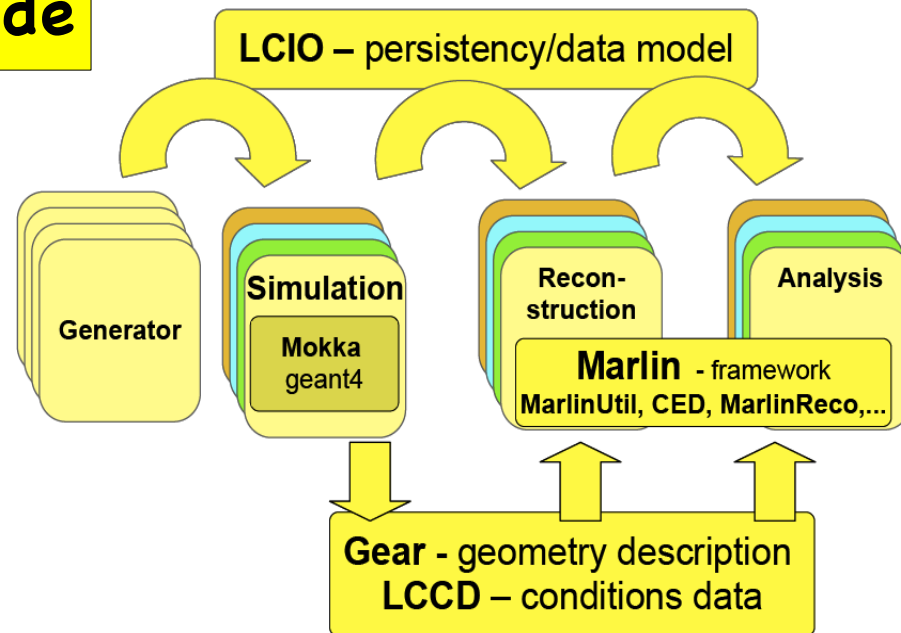 de
LCIO – persistency/data model
Generator
Simulation
Mokka
geant4
Recon-
struction
Analysis
Marlin - framework
MarlinUtil, CED, MarlinReco,...
Gear - geometry description
LCCD – conditions data